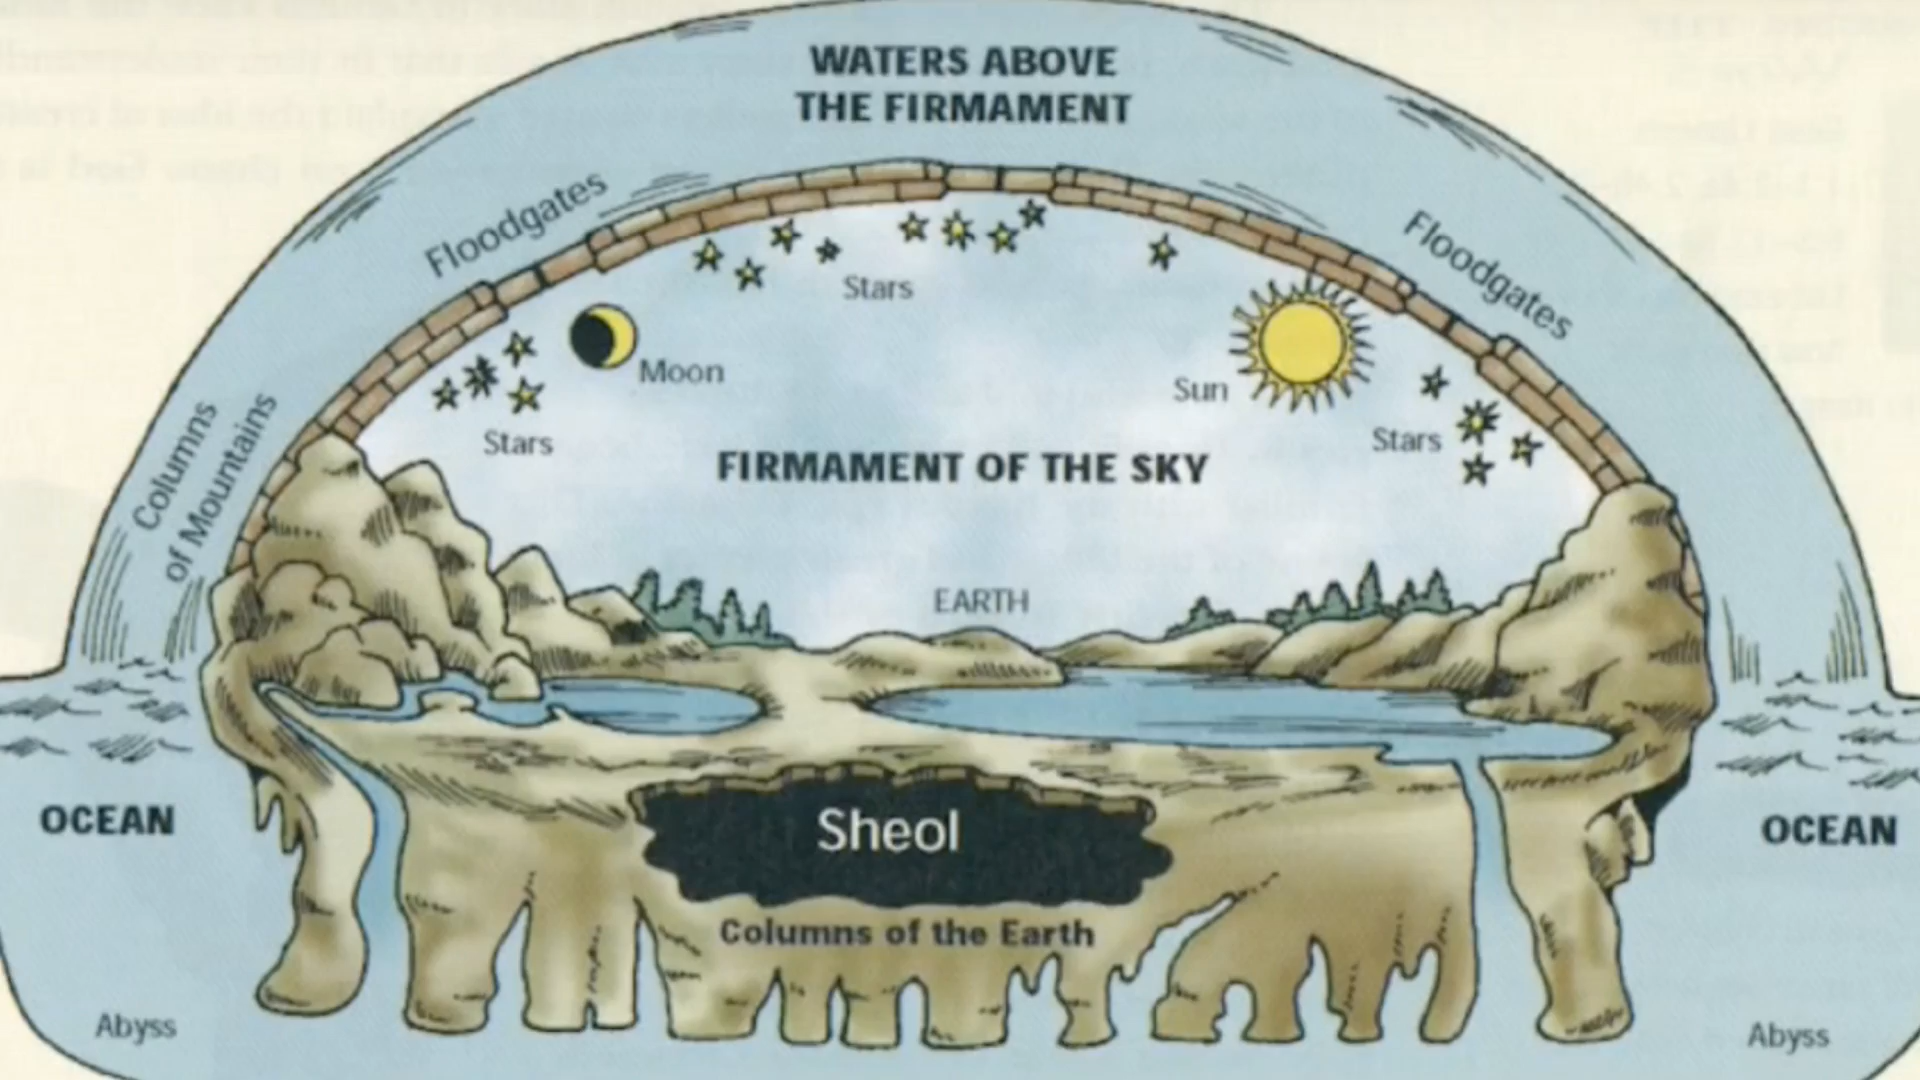 WATERS ABOVE
THE FIRMAMENT
Floodgates
Floodgates
Stars
Moon
Sun
Columns
of Mountains
Stars
Stars
FIRMAMENT OF THE SKY
EARTH
OCEAN
Sheol
OCEAN
Columns of the Earth
Abyss
Abyss